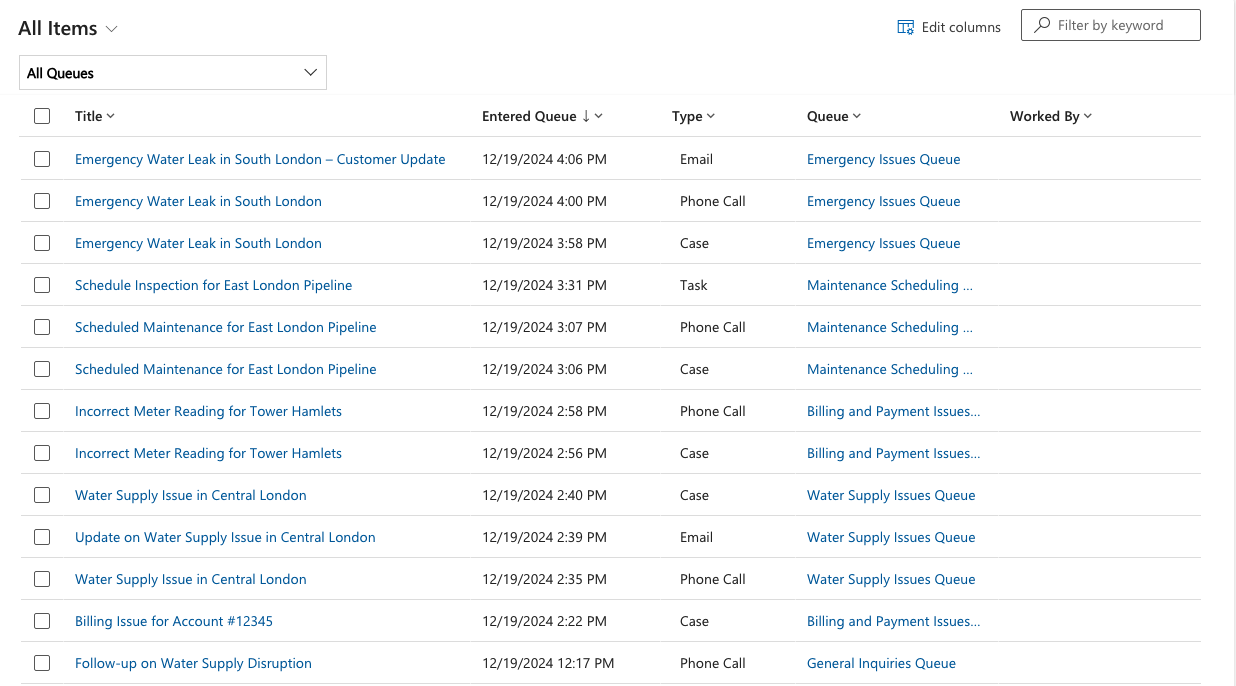 All Items
Edit columns
Filter by keyword
All Queues
Title Entered Queue ↓ Type Queue Worked By
Emergency Water Leak in South London – Customer Update 12/19/2024 4:06 PM Email Emergency Issues Queue
Emergency Water Leak in South London 12/19/2024 4:00 PM Phone Call Emergency Issues Queue
Emergency Water Leak in South London 12/19/2024 3:58 PM Case Emergency Issues Queue
Schedule Inspection for East London Pipeline 12/19/2024 3:31 PM Task Maintenance Scheduling ...
Scheduled Maintenance for East London Pipeline 12/19/2024 3:07 PM Phone Call Maintenance Scheduling ...
Scheduled Maintenance for East London Pipeline 12/19/2024 3:06 PM Case Maintenance Scheduling ...
Incorrect Meter Reading for Tower Hamlets 12/19/2024 2:58 PM Phone Call Billing and Payment Issues...
Incorrect Meter Reading for Tower Hamlets 12/19/2024 2:56 PM Case Billing and Payment Issues...
Water Supply Issue in Central London 12/19/2024 2:40 PM Case Water Supply Issues Queue
Update on Water Supply Issue in Central London 12/19/2024 2:39 PM Email Water Supply Issues Queue
Water Supply Issue in Central London 12/19/2024 2:35 PM Phone Call Water Supply Issues Queue
Billing Issue for Account #12345 12/19/2024 2:22 PM Case Billing and Payment Issues...
Follow-up on Water Supply Disruption 12/19/2024 12:17 PM Phone Call General Inquiries Queue